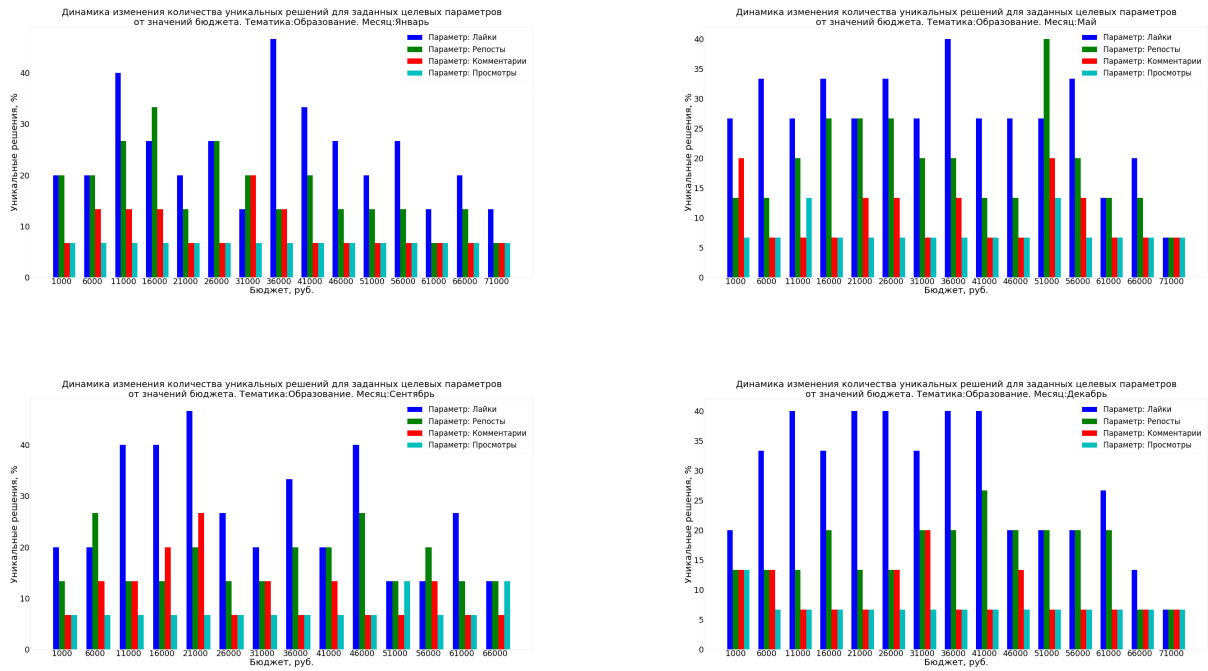 Динамика изменения количества уникальных решений для заданных целевых параметров
от значений бюджета. Тематика:Образование. Месяц:Январь
Параметр: Лайки
Параметр: Репосты
Параметр: Комментарии
Параметр: Просмотры
Уникальные решения, %
40
30
20
10
0
1000 6000 11000 16000 21000 26000 31000 36000 41000 46000 51000 56000 61000 66000 71000
Бюджет, руб.
Динамика изменения количества уникальных решений для заданных целевых параметров
от значений бюджета. Тематика:Образование. Месяц:Май
Параметр: Лайки
Параметр: Репосты
Параметр: Комментарии
Параметр: Просмотры
Уникальные решения, %
40
35
30
25
20
15
10
5
0
1000 6000 11000 16000 21000 26000 31000 36000 41000 46000 51000 56000 61000 66000 71000
Бюджет, руб.
Динамика изменения количества уникальных решений для заданных целевых параметров
от значений бюджета. Тематика:Образование. Месяц:Сентябрь
Параметр: Лайки
Параметр: Репосты
Параметр: Комментарии
Параметр: Просмотры
Уникальные решения, %
40
30
20
10
0
1000 6000 11000 16000 21000 26000 31000 36000 41000 46000 51000 56000 61000 66000
Бюджет, руб.
Динамика изменения количества уникальных решений для заданных целевых параметров
от значений бюджета. Тематика:Образование. Месяц:Декабрь
Параметр: Лайки
Параметр: Репосты
Параметр: Комментарии
Параметр: Просмотры
Уникальные решения, %
40
35
30
25
20
15
10
5
0
1000 6000 11000 16000 21000 26000 31000 36000 41000 46000 51000 56000 61000 66000 71000
Бюджет, руб.